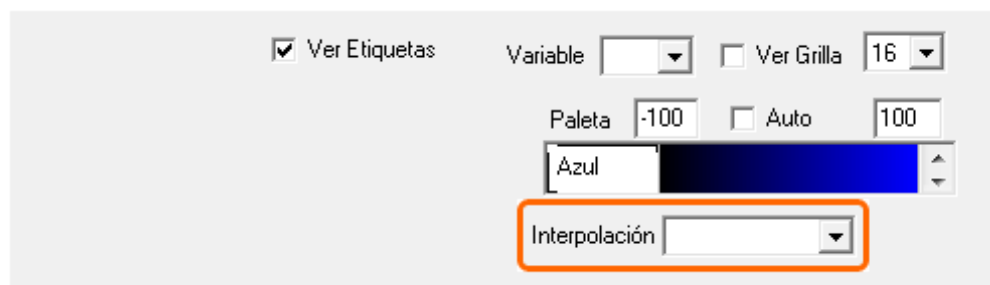 Ver Etiquetas Variable Ver Grilla 16
Paleta -100 Auto 100
Azul
Interpolación